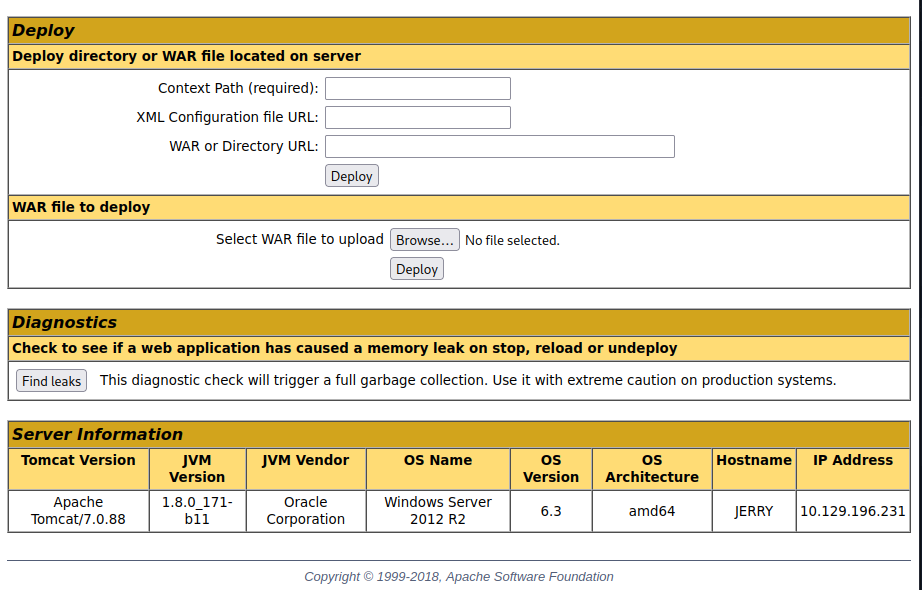 Deploy
Deploy directory or WAR file located on server
Context Path (required):
XML Configuration file URL:
WAR or Directory URL:
Deploy
WAR file to deploy
Select WAR file to upload Browse... No file selected.
Deploy
Diagnostics
Check to see if a web application has caused a memory leak on stop, reload or undeploy
Find leaks This diagnostic check will trigger a full garbage collection. Use it with extreme caution on production systems.
Server Information
Tomcat Version JVM Version JVM Vendor OS Name OS Version OS Architecture Hostname IP Address
Apache Tomcat/7.0.88 1.8.0_171-b11 Oracle Corporation Windows Server 2012 R2 6.3 amd64 JERRY 10.129.196.231
Copyright © 1999-2018, Apache Software Foundation